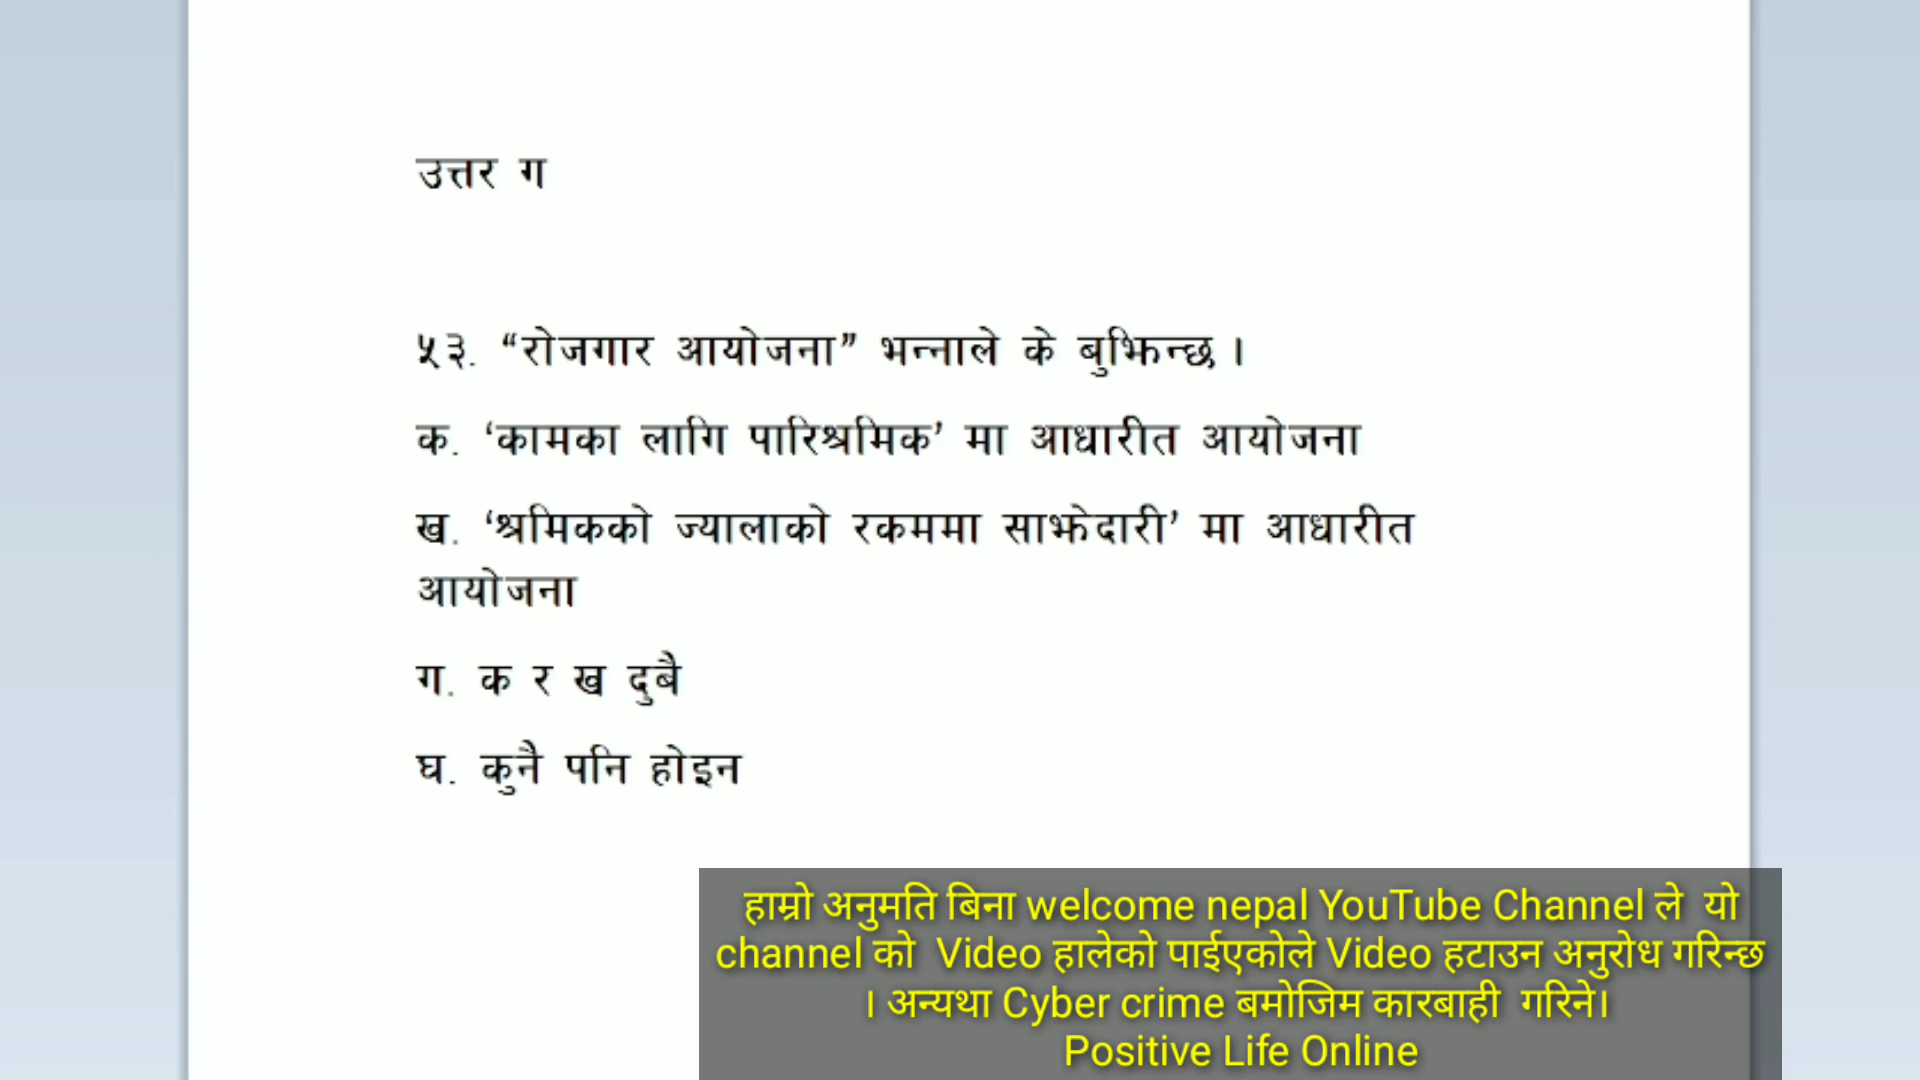 उत्तर ग
५३. “रोजगार आयोजना” भन्नाले के बुझिन्छ ।
क. ‘कामका लागि पारिश्रमिक’ मा आधारीत आयोजना
ख. ‘श्रमिकको ज्यालाको रकममा साझेदारी’ मा आधारीत
आयोजना
ग. क र ख दुबै
घ. कुनै पनि होइन
हाम्रो अनुमति बिना welcome nepal YouTube Channel ले यो
channel को Video हालेको पाईएकोले Video हटाउन अनुरोध गरिन्छ
। अन्यथा Cyber crime बमोजिम कारबाही गरिने।
Positive Life Online